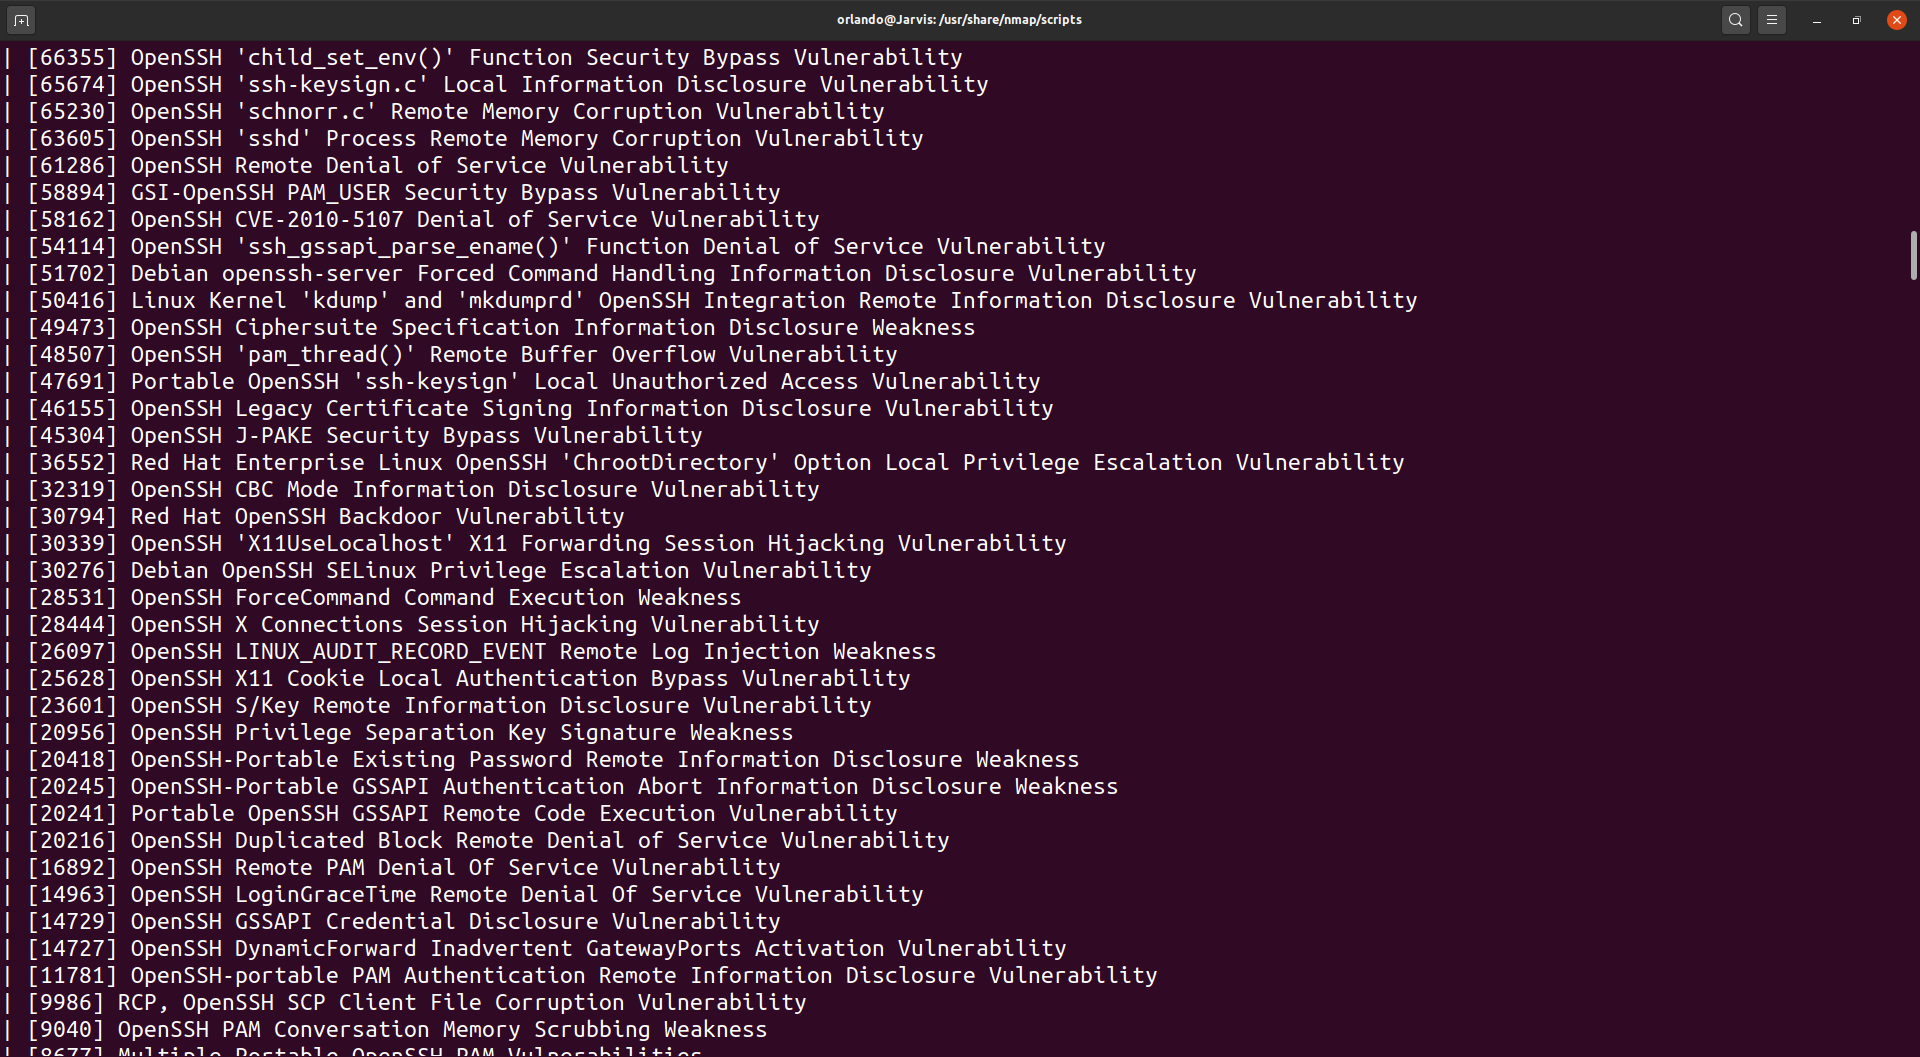 orlando@Jarvis: /usr/share/nmap/scripts
| [66355] OpenSSH 'child_set_env()' Function Security Bypass Vulnerability
| [65674] OpenSSH 'ssh-keysign.c' Local Information Disclosure Vulnerability
| [65230] OpenSSH 'schnorr.c' Remote Memory Corruption Vulnerability
| [63605] OpenSSH 'sshd' Process Remote Memory Corruption Vulnerability
| [61286] OpenSSH Remote Denial of Service Vulnerability
| [58894] GSI-OpenSSH PAM_USER Security Bypass Vulnerability
| [58162] OpenSSH CVE-2010-5107 Denial of Service Vulnerability
| [54114] OpenSSH 'ssh_gssapi_parse_ename()' Function Denial of Service Vulnerability
| [51702] Debian openssh-server Forced Command Handling Information Disclosure Vulnerability
| [50416] Linux Kernel 'kdump' and 'mkdumprd' OpenSSH Integration Remote Information Disclosure Vulnerability
| [49473] OpenSSH Ciphersuite Specification Information Disclosure Weakness
| [48507] OpenSSH 'pam_thread()' Remote Buffer Overflow Vulnerability
| [47691] Portable OpenSSH 'ssh-keysign' Local Unauthorized Access Vulnerability
| [46155] OpenSSH Legacy Certificate Signing Information Disclosure Vulnerability
| [45304] OpenSSH J-PAKE Security Bypass Vulnerability
| [36552] Red Hat Enterprise Linux OpenSSH 'ChrootDirectory' Option Local Privilege Escalation Vulnerability
| [32319] OpenSSH CBC Mode Information Disclosure Vulnerability
| [30794] Red Hat OpenSSH Backdoor Vulnerability
| [30339] OpenSSH 'X11UseLocalhost' X11 Forwarding Session Hijacking Vulnerability
| [30276] Debian OpenSSH SELinux Privilege Escalation Vulnerability
| [28531] OpenSSH ForceCommand Command Execution Weakness
| [28444] OpenSSH X Connections Session Hijacking Vulnerability
| [26097] OpenSSH LINUX_AUDIT_RECORD_EVENT Remote Log Injection Weakness
| [25628] OpenSSH X11 Cookie Local Authentication Bypass Vulnerability
| [23601] OpenSSH S/Key Remote Information Disclosure Vulnerability
| [20956] OpenSSH Privilege Separation Key Signature Weakness
| [20418] OpenSSH-Portable Existing Password Remote Information Disclosure Weakness
| [20245] OpenSSH-Portable GSSAPI Authentication Abort Information Disclosure Weakness
| [20241] Portable OpenSSH GSSAPI Remote Code Execution Vulnerability
| [20216] OpenSSH Duplicated Block Remote Denial of Service Vulnerability
| [16892] OpenSSH Remote PAM Denial Of Service Vulnerability
| [14963] OpenSSH LoginGraceTime Remote Denial Of Service Vulnerability
| [14729] OpenSSH GSSAPI Credential Disclosure Vulnerability
| [14727] OpenSSH DynamicForward Inadvertent GatewayPorts Activation Vulnerability
| [11781] OpenSSH-portable PAM Authentication Remote Information Disclosure Vulnerability
| [9986] RCP, OpenSSH SCP Client File Corruption Vulnerability
| [9040] OpenSSH PAM Conversation Memory Scrubbing Weakness
| [8677] Multiple Portable OpenSSH PAM Vulnerabilities